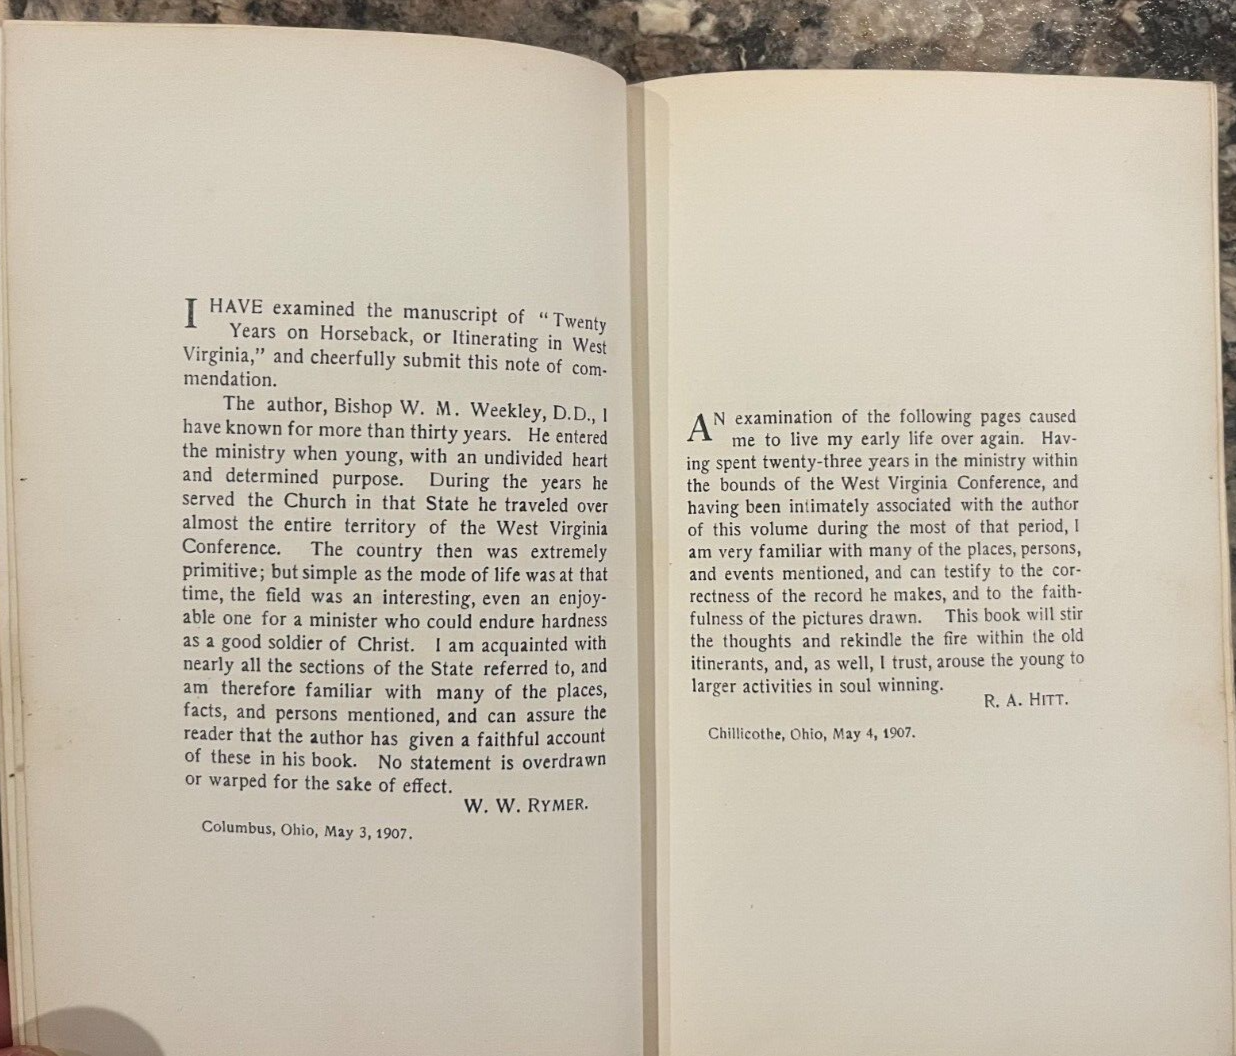 I HAVE examined the manuscript of "Twenty
Years on Horseback, or Itinerating in West
Virginia," and cheerfully submit this note of com-
mendation.
The author, Bishop W. M. Weekley, D.D., I
have known for more than thirty years. He entered
the ministry when young, with an undivided heart
and determined purpose. During the years he
served the Church in that State he traveled over
almost the entire territory of the West Virginia
Conference. The country then was extremely
primitive; but simple as the mode of life was at that
time, the field was an interesting, even an enjoy-
able one for a minister who could endure hardness
as a good soldier of Christ. I am acquainted with
nearly all the sections of the State referred to, and
am therefore familiar with many of the places,
facts, and persons mentioned, and can assure the
reader that the author has given a faithful account
of these in his book. No statement is overdrawn
or warped for the sake of effect.
W. W. RYMER.
Columbus, Ohio, May 3, 1907.
AN examination of the following pages caused
me to live my early life over again. Hav-
ing spent twenty-three years in the ministry within
the bounds of the West Virginia Conference, and
having been intimately associated with the author
of this volume during the most of that period, I
am very familiar with many of the places, persons,
and events mentioned, and can testify to the cor-
rectness of the record he makes, and to the faith-
fulness of the pictures drawn. This book will stir
the thoughts and rekindle the fire within the old
itinerants, and, as well, I trust, arouse the young to
larger activities in soul winning.
R. A. HITT.
Chillicothe, Ohio, May 4, 1907.